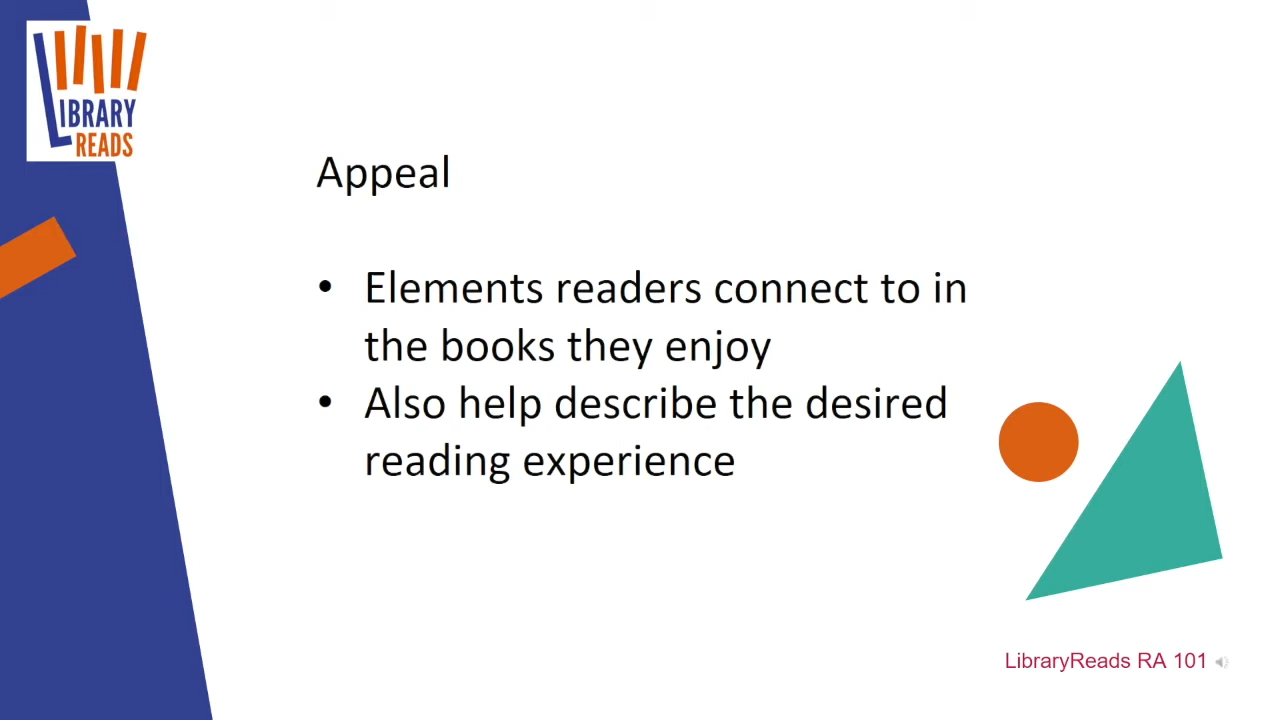 LIBRARY
READS
Appeal
• Elements readers connect to in
the books they enjoy
• Also help describe the desired
reading experience
LibraryReads RA 101